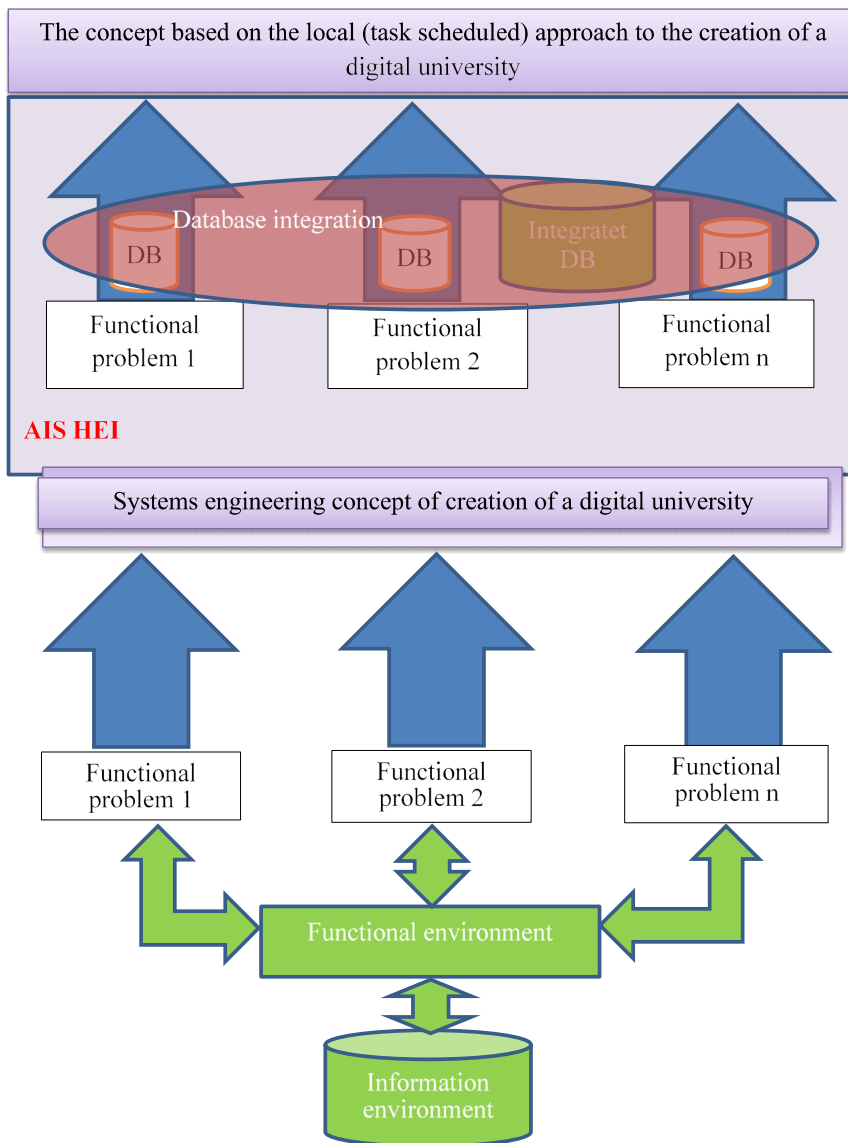 The concept based on the local (task scheduled) approach to the creation of a
digital university
Database integration
DB
DB
Integratet
DB
DB
Functional
problem 1
Functional
problem 2
Functional
problem n
AIS HEI
Systems engineering concept of creation of a digital university
Functional
problem 1
Functional
problem 2
Functional
problem n
Functional environment
Information
environment